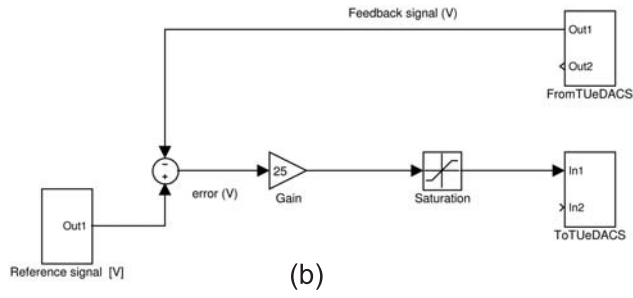 Feedback signal (V)
Out1
Out2
FromTUeDACS
−
+
error (V)
25
Gain
Saturation
In1
In2
ToTUeDACS
Out1
Reference signal [V]
(b)